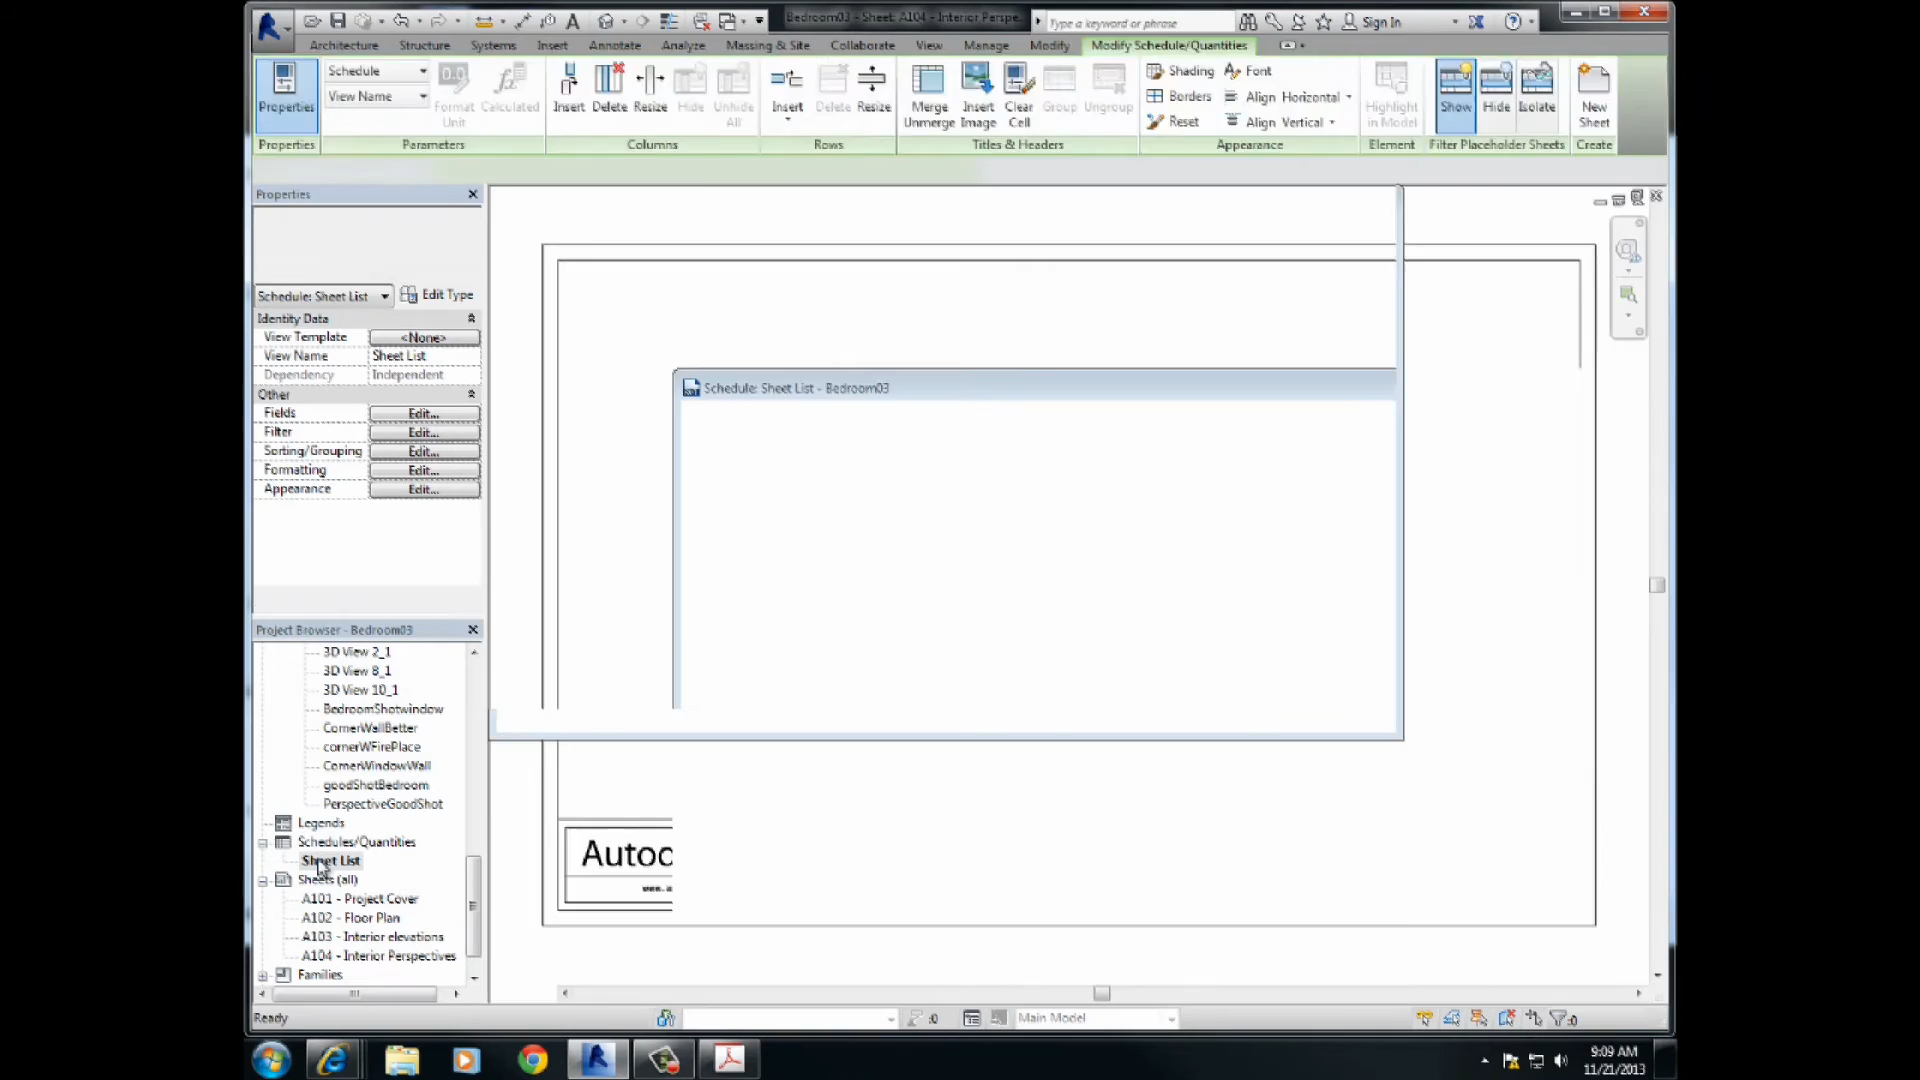 Bedroom03 - Sheet: A104 - Interior Perspe...
Type a keyword or phrase
Sign In
Architecture Structure Systems Insert Annotate Analyze Massing & Site Collaborate View Manage Modify Modify Schedule/Quantities
Properties
Schedule
View Name
Format Unit
Calculated
Insert Delete Resize Hide Unhide All
Insert Delete Resize
Merge Unmerge
Insert Image
Clear Cell
Group
Ungroup
Shading
Borders
Reset
Font
Align Horizontal
Align Vertical
Highlight in Model
Show Hide Isolate
New Sheet
Properties Parameters Columns Rows Titles & Headers Appearance Element Filter Placeholder Sheets Create
Properties
Schedule: Sheet List
Edit Type
Identity Data
View Template <None>
View Name Sheet List
Dependency Independent
Other
Fields Edit...
Filter Edit...
Sorting/Grouping Edit...
Formatting Edit...
Appearance Edit...
Schedule: Sheet List - Bedroom03
Autoc
Project Browser - Bedroom03
3D View 2_1
3D View 8_1
3D View 10_1
BedroomShotwindow
CornerWallBetter
cornerWFirePlace
CornerWindowWall
goodShotBedroom
PerspectiveGoodShot
Legends
Schedules/Quantities
Sheet List
Sheets (all)
A101 - Project Cover
A102 - Floor Plan
A103 - Interior elevations
A104 - Interior Perspectives
Families
Ready
:0
Main Model
:0
9:09 AM
11/21/2013